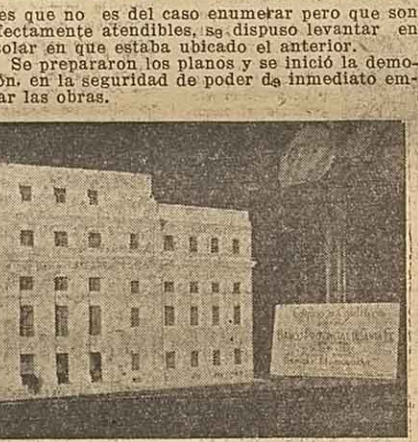 es que no es del caso enumerar pero que son
fectamente atendibles, se dispuso levantar en
solar en que estaba ubicado el anterior.
Se prepararon los planos y se inició la demo-
ón. en la seguridad de poder de inmediato em-
ar las obras.